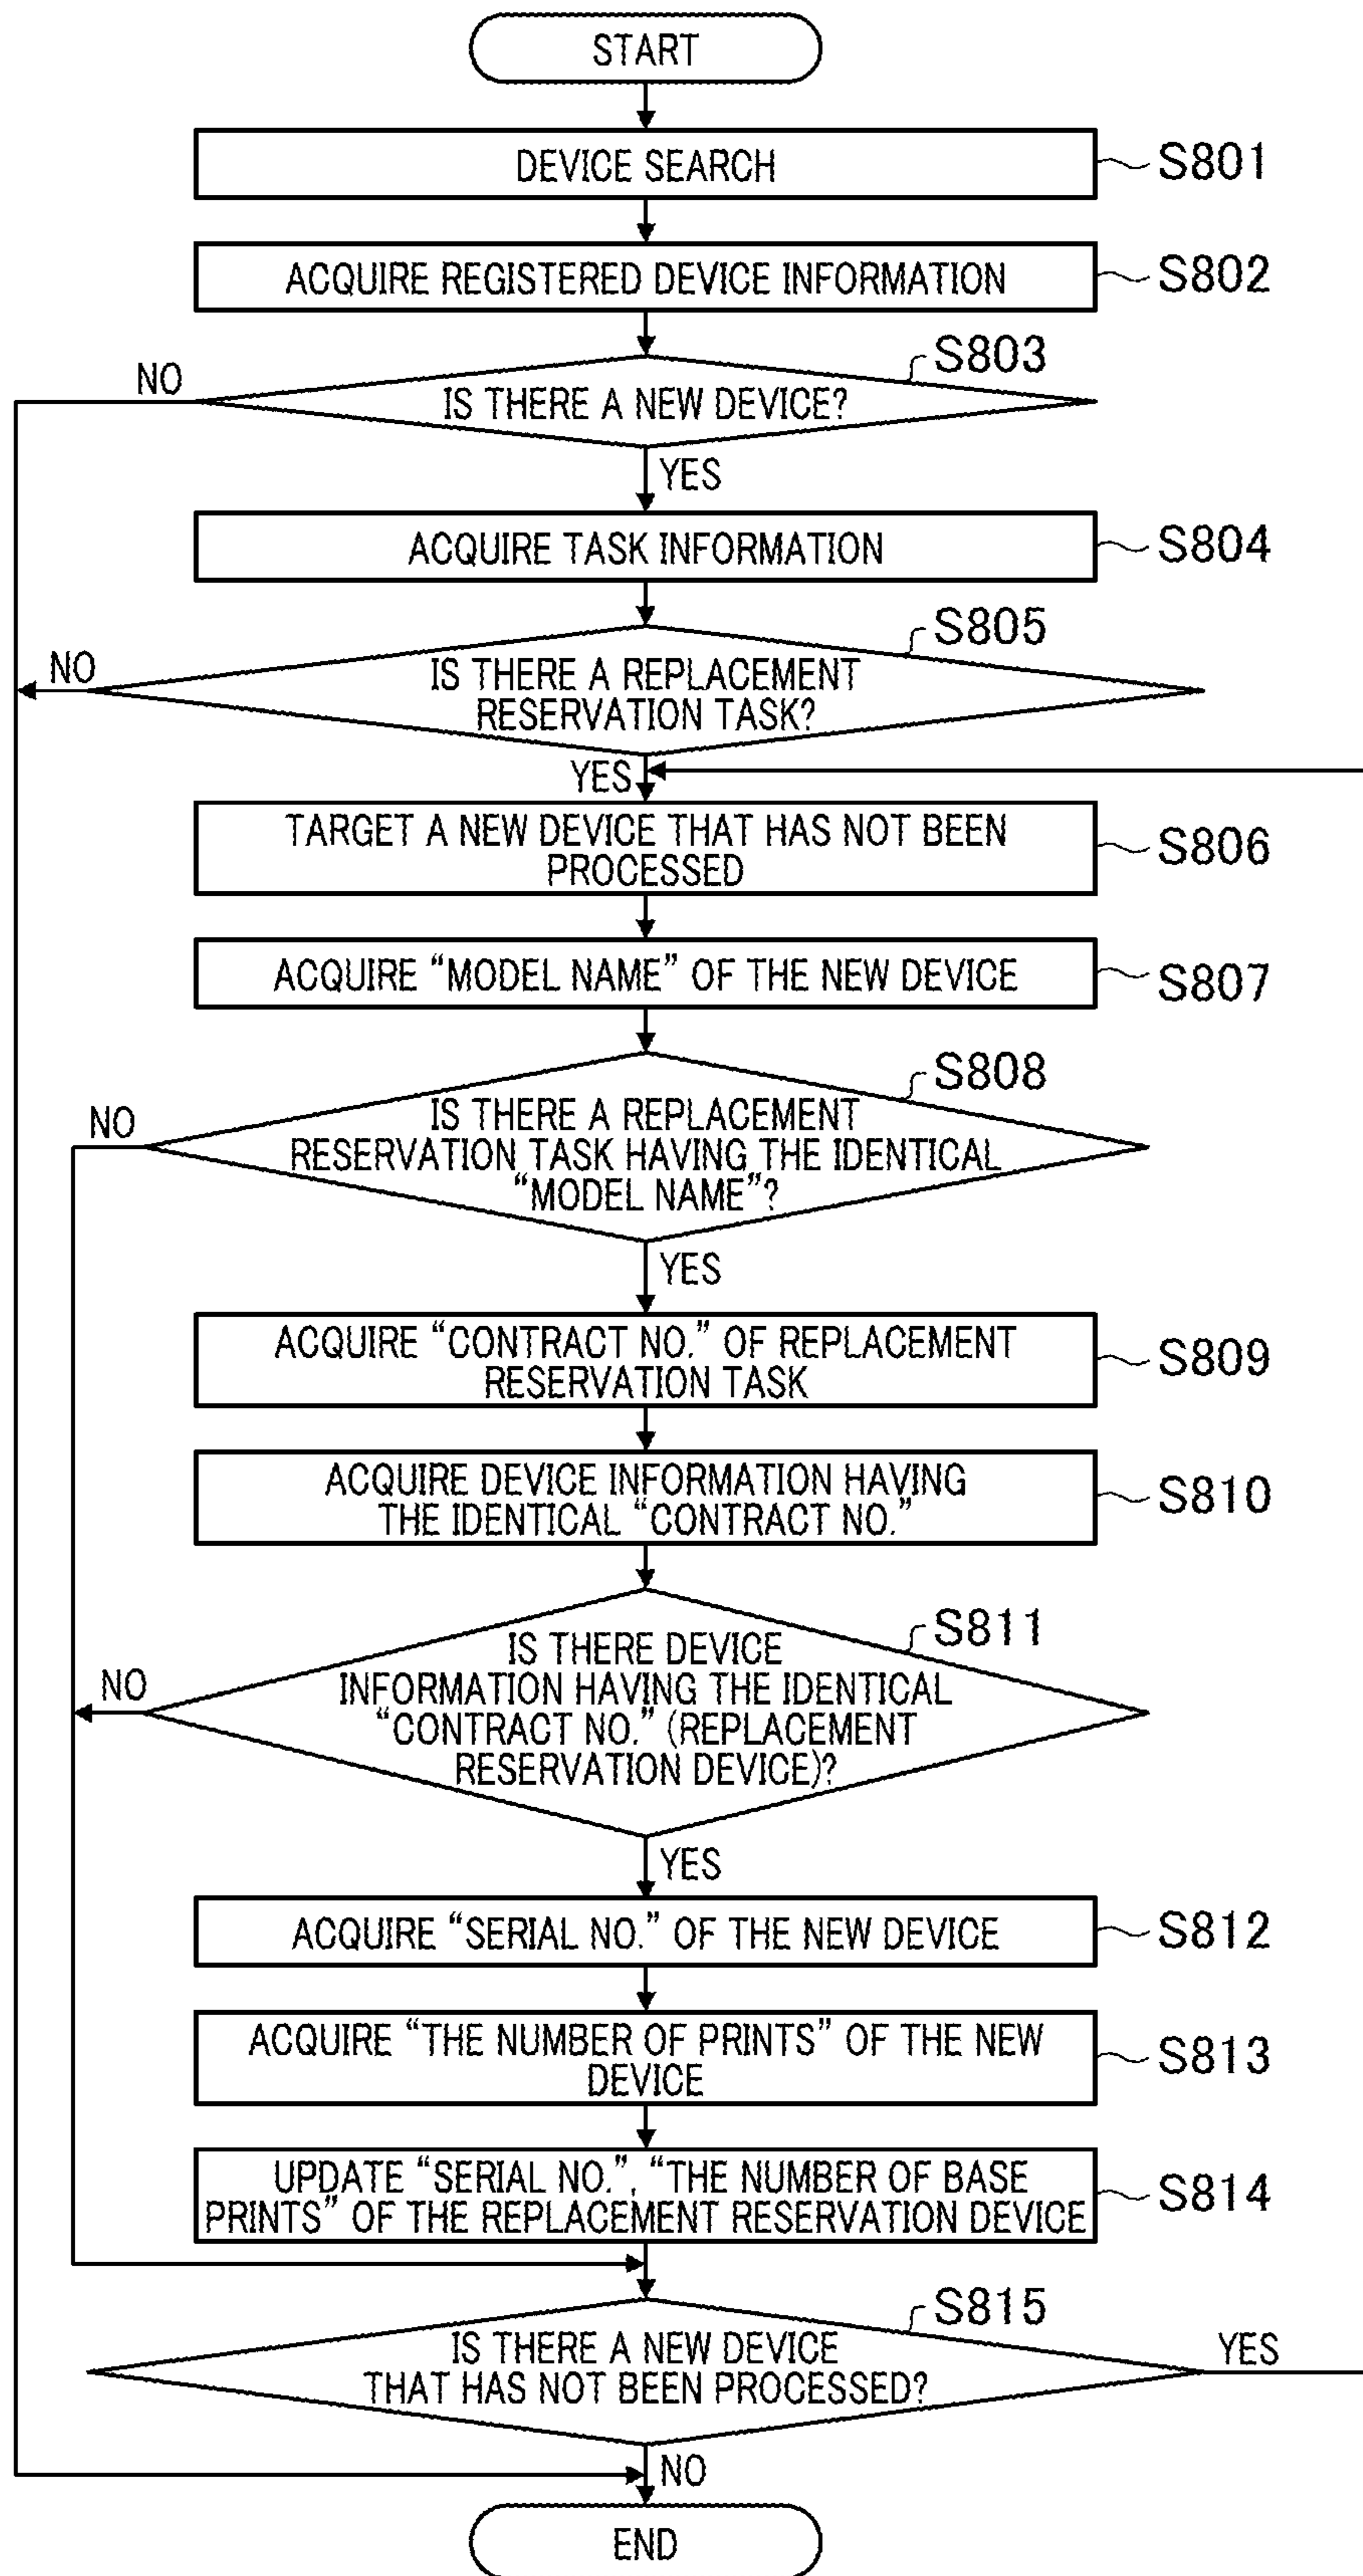 START
DEVICE SEARCH
S801
ACQUIRE REGISTERED DEVICE INFORMATION
S802
S803
NO
IS THERE A NEW DEVICE?
YES
ACQUIRE TASK INFORMATION
S804
S805
NO
IS THERE A REPLACEMENT
RESERVATION TASK?
YES
TARGET A NEW DEVICE THAT HAS NOT BEEN
PROCESSED
S806
ACQUIRE “MODEL NAME” OF THE NEW DEVICE
S807
S808
NO
IS THERE A REPLACEMENT
RESERVATION TASK HAVING THE IDENTICAL
“MODEL NAME”?
YES
ACQUIRE “CONTRACT NO.” OF REPLACEMENT
RESERVATION TASK
S809
ACQUIRE DEVICE INFORMATION HAVING
THE IDENTICAL “CONTRACT NO.”
S810
S811
NO
IS THERE DEVICE
INFORMATION HAVING THE IDENTICAL
“CONTRACT NO.” (REPLACEMENT
RESERVATION DEVICE)?
YES
ACQUIRE “SERIAL NO.” OF THE NEW DEVICE
S812
ACQUIRE “THE NUMBER OF PRINTS” OF THE NEW
DEVICE
S813
UPDATE “SERIAL NO.”, “THE NUMBER OF BASE
PRINTS” OF THE REPLACEMENT RESERVATION DEVICE
S814
S815
IS THERE A NEW DEVICE
THAT HAS NOT BEEN PROCESSED?
YES
NO
END